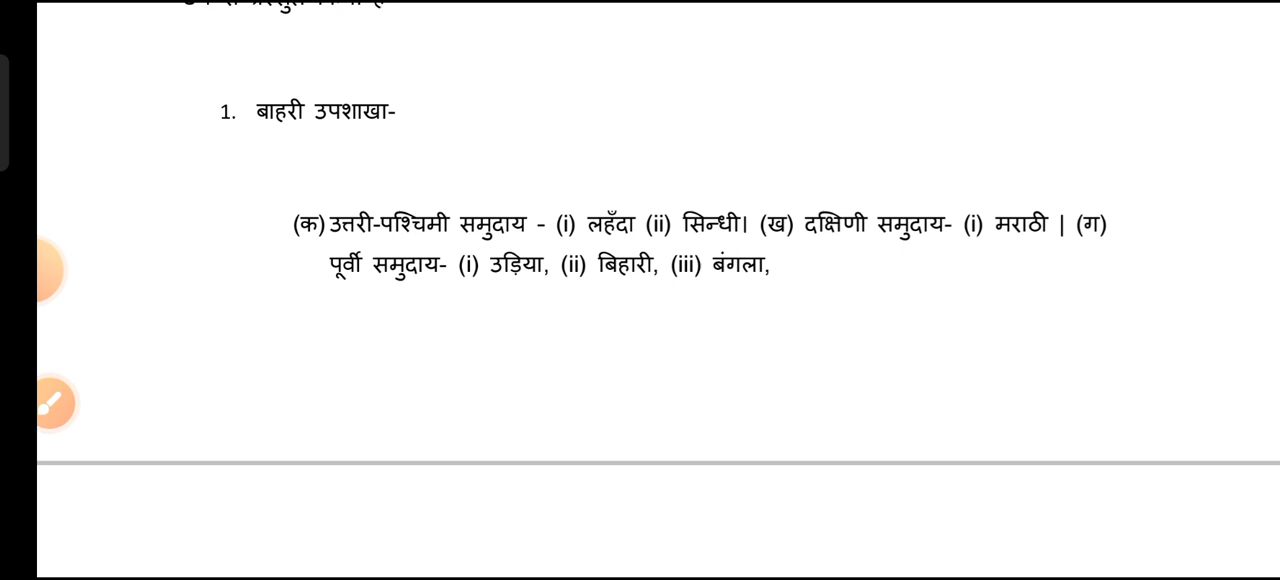 1. बाहरी उपशाखा-
(क) उत्तरी-पश्चिमी समुदाय - (i) लहँदा (ii) सिन्धी। (ख) दक्षिणी समुदाय- (i) मराठी | (ग)
पूर्वी समुदाय- (i) उड़िया, (ii) बिहारी, (iii) बंगला,